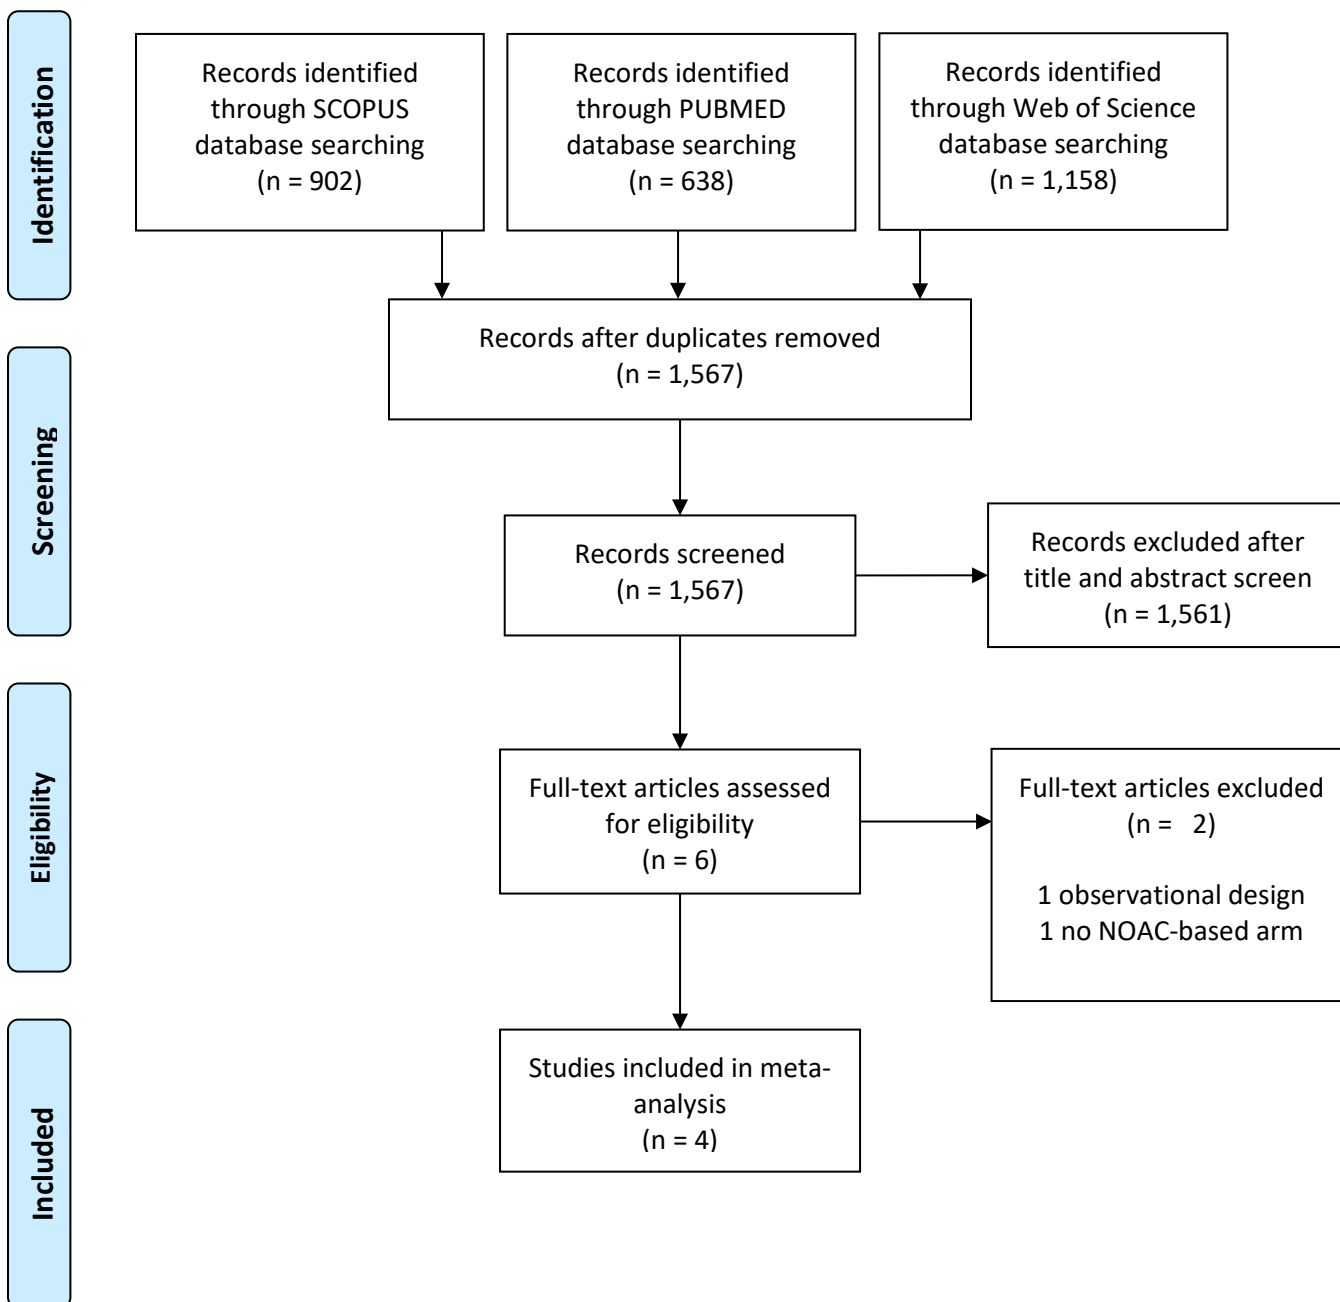 Identification
Records identified
through SCOPUS
database searching
(n = 902)
Records identified
through PUBMED
database searching
(n = 638)
Records identified
through Web of Science
database searching
(n = 1,158)
Records after duplicates removed
(n = 1,567)
Screening
Records screened
(n = 1,567)
Records excluded after
title and abstract screen
(n = 1,561)
Eligibility
Full-text articles assessed
for eligibility
(n = 6)
Full-text articles excluded
(n =   2)
1 observational design
1 no NOAC-based arm
Included
Studies included in meta-
analysis
(n = 4)